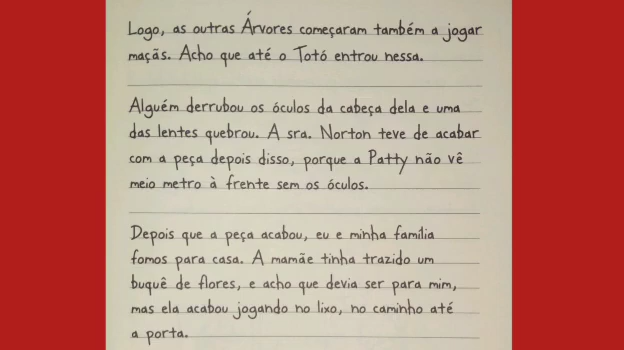 Logo, as outras Árvores começaram também a jogar
maçãs. Acho que até o Totó entrou nessa.
Alguém derrubou os óculos da cabeça dela e uma
das lentes quebrou. A sra. Norton teve de acabar
com a peça depois disso, porque a Patty não vê
meio metro à frente sem os óculos.
Depois que a peça acabou, eu e minha família
fomos para casa. A mamãe tinha trazido um
buquê de flores, e acho que devia ser para mim,
mas ela acabou jogando no lixo, no caminho até
a porta.